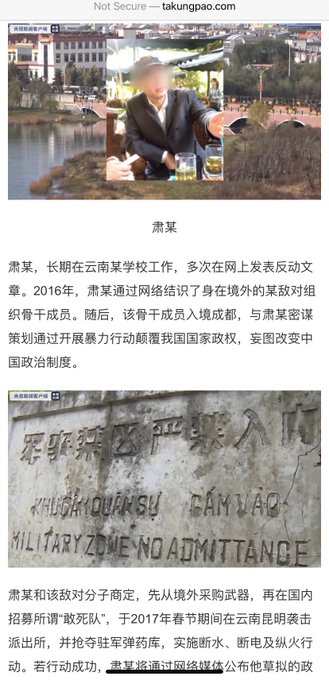 Not Secure — takungpao.com
央视新闻客户端
肃某
肃某，长期在云南某学校工作，多次在网上发表反动文
章。2016年，肃某通过网络结识了身在境外的某敌对组
织骨干成员。随后，该骨干成员入境成都，与肃某密谋
策划通过开展暴力行动颠覆我国国家政权，妄图改变中
国政治制度。
央视新闻客户端
军事禁区严禁入内
KHU CẤM QUÂN SỰ CẤM VÀO
MILITARY ZONE-NO ADMITTANCE
肃某和该敌对分子商定，先从境外采购武器，再在国内
招募所谓“敢死队”，于2017年春节期间在云南昆明袭击
派出所，并抢夺驻军弹药库，实施断水、断电及纵火行
动。若行动成功，肃某将通过网络媒体公布他草拟的政